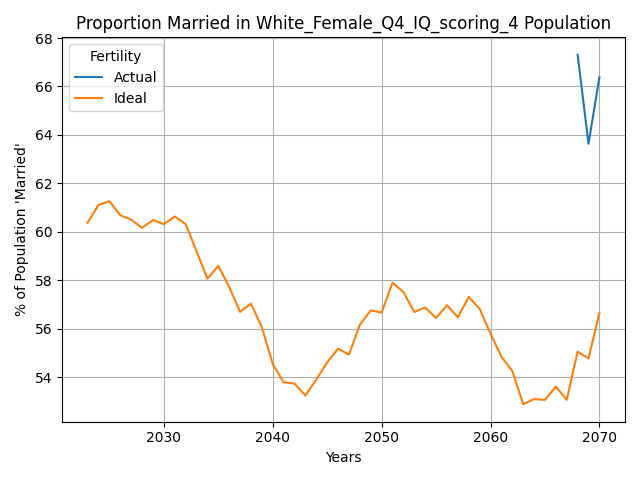 Proportion Married in White_Female_Q4_IQ_scoring_4 Population
% of Population 'Married'
68
66
64
62
60
58
56
54
Fertility
Actual
Ideal
2030 2040 2050 2060 2070
Years